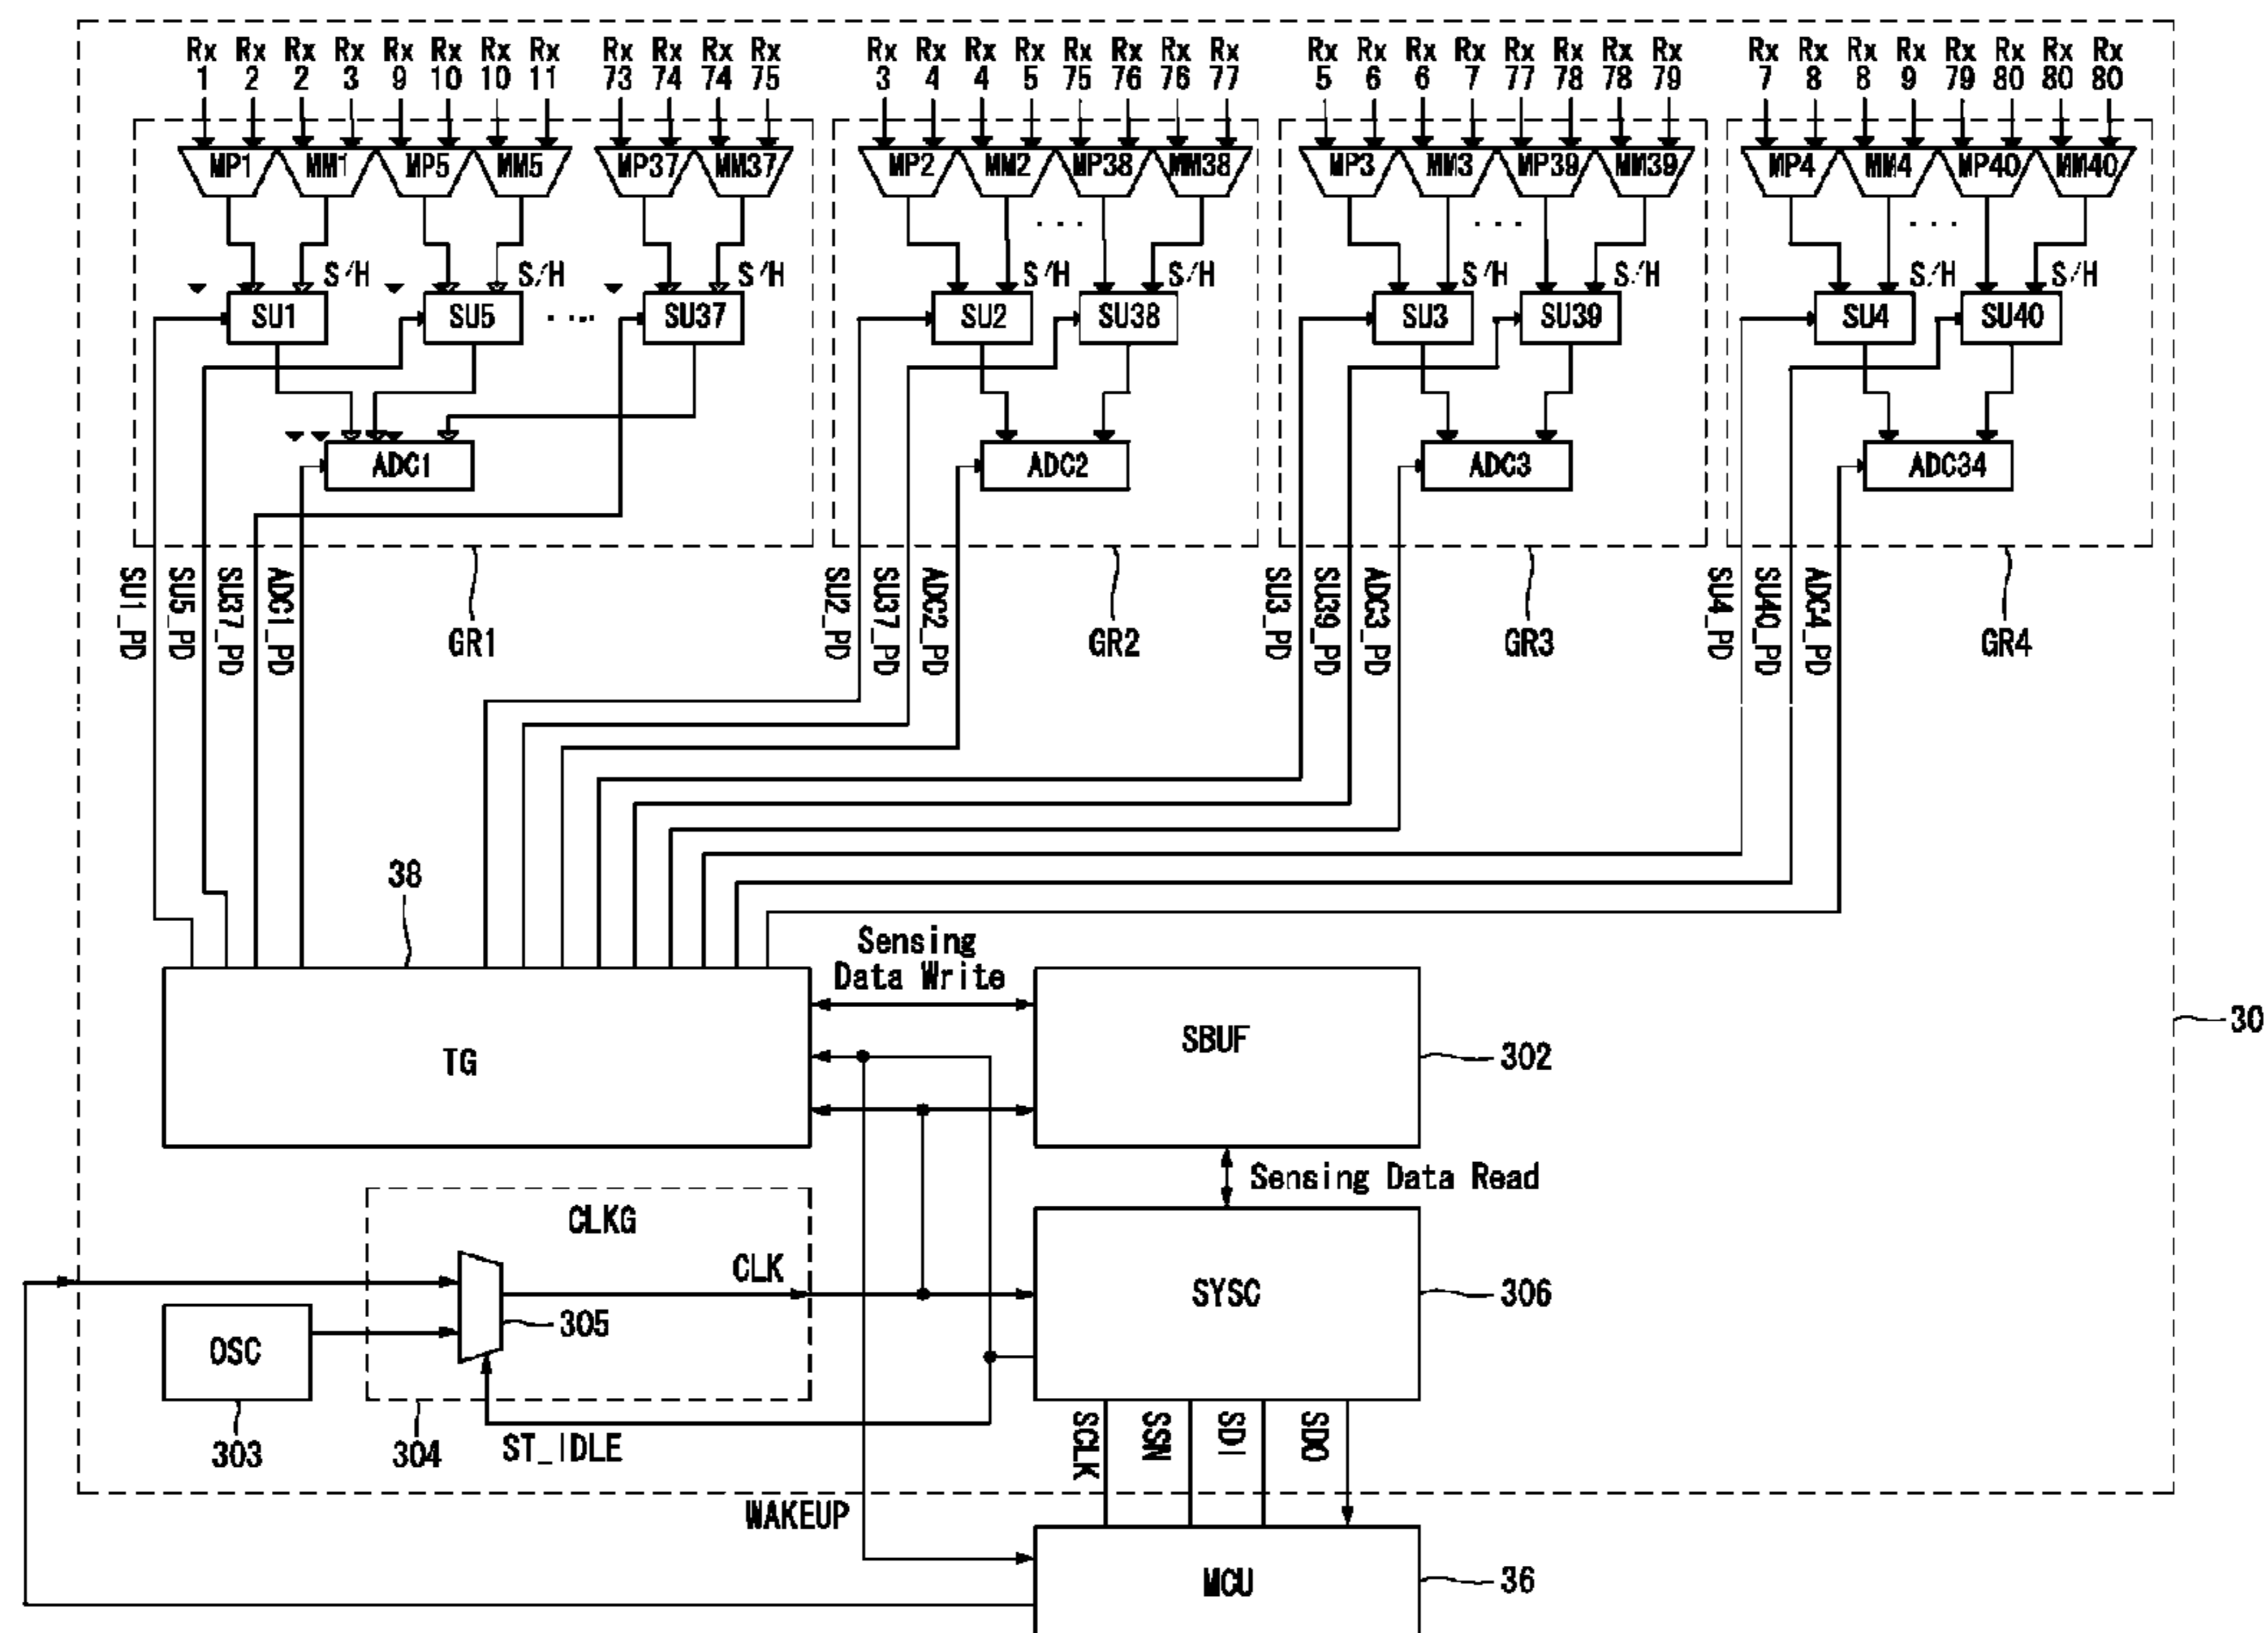 Rx Rx Rx Rx Rx Rx Rx Rx Rx Rx Rx Rx Rx Rx Rx Rx Rx Rx Rx Rx Rx Rx Rx Rx Rx Rx Rx Rx Rx Rx Rx Rx Rx Rx Rx Rx
1 2 2 3 9 10 10 11 73 74 74 75 3 4 4 5 75 76 76 77 5 6 6 7 77 78 78 79 7 8 8 9 79 80 80 80
MP1 MM1 MP5 MM5 MP37 MM37 MP2 MM2 MP38 MM38 MP3 MM3 MP39 MM39 MP4 MM4 MP40 MM40
S/H S/H S/H S/H S/H S/H S/H S/H S/H
SU1 SU5 SU37 SU2 SU38 SU3 SU39 SU4 SU40
ADC1 ADC2 ADC3 ADC34
SU1_PD
SU5_PD
SU37_PD
ADC1_PD
GR1
SU2_PD
SU37_PD
ADC2_PD
GR2
SU3_PD
SU39_PD
ADC3_PD
GR3
SU4_PD
SU40_PD
ADC4_PD
GR4
38
Sensing
Data Write
TG
SBUF
302
30
Sensing Data Read
CLKG
CLK
305
OSC
303
304
ST_IDLE
SYSC
306
SCLK
SSN
SDI
SDO
WAKEUP
MCU
36